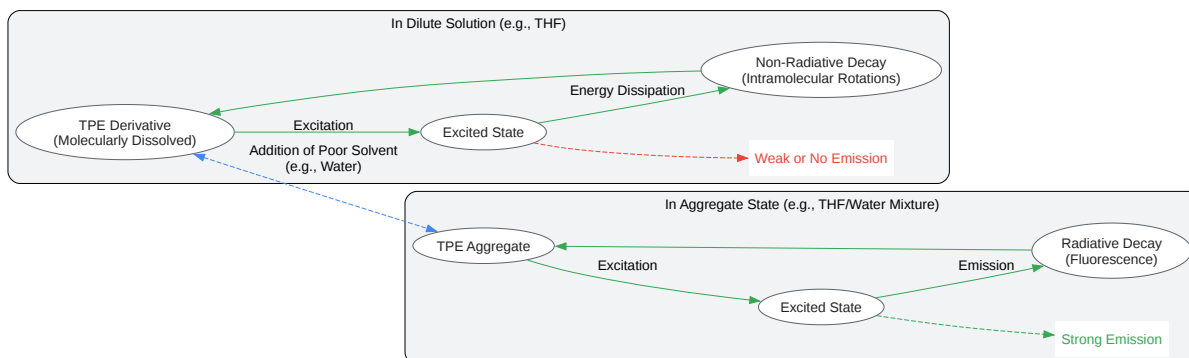 In Dilute Solution (e.g., THF)
Non-Radiative Decay
(Intramolecular Rotations)
Energy Dissipation
TPE Derivative
(Molecularly Dissolved)
Excitation
Excited State
Addition of Poor Solvent
(e.g., Water)
Weak or No Emission
In Aggregate State (e.g., THF/Water Mixture)
TPE Aggregate
Radiative Decay
(Fluorescence)
Excitation
Emission
Excited State
Strong Emission